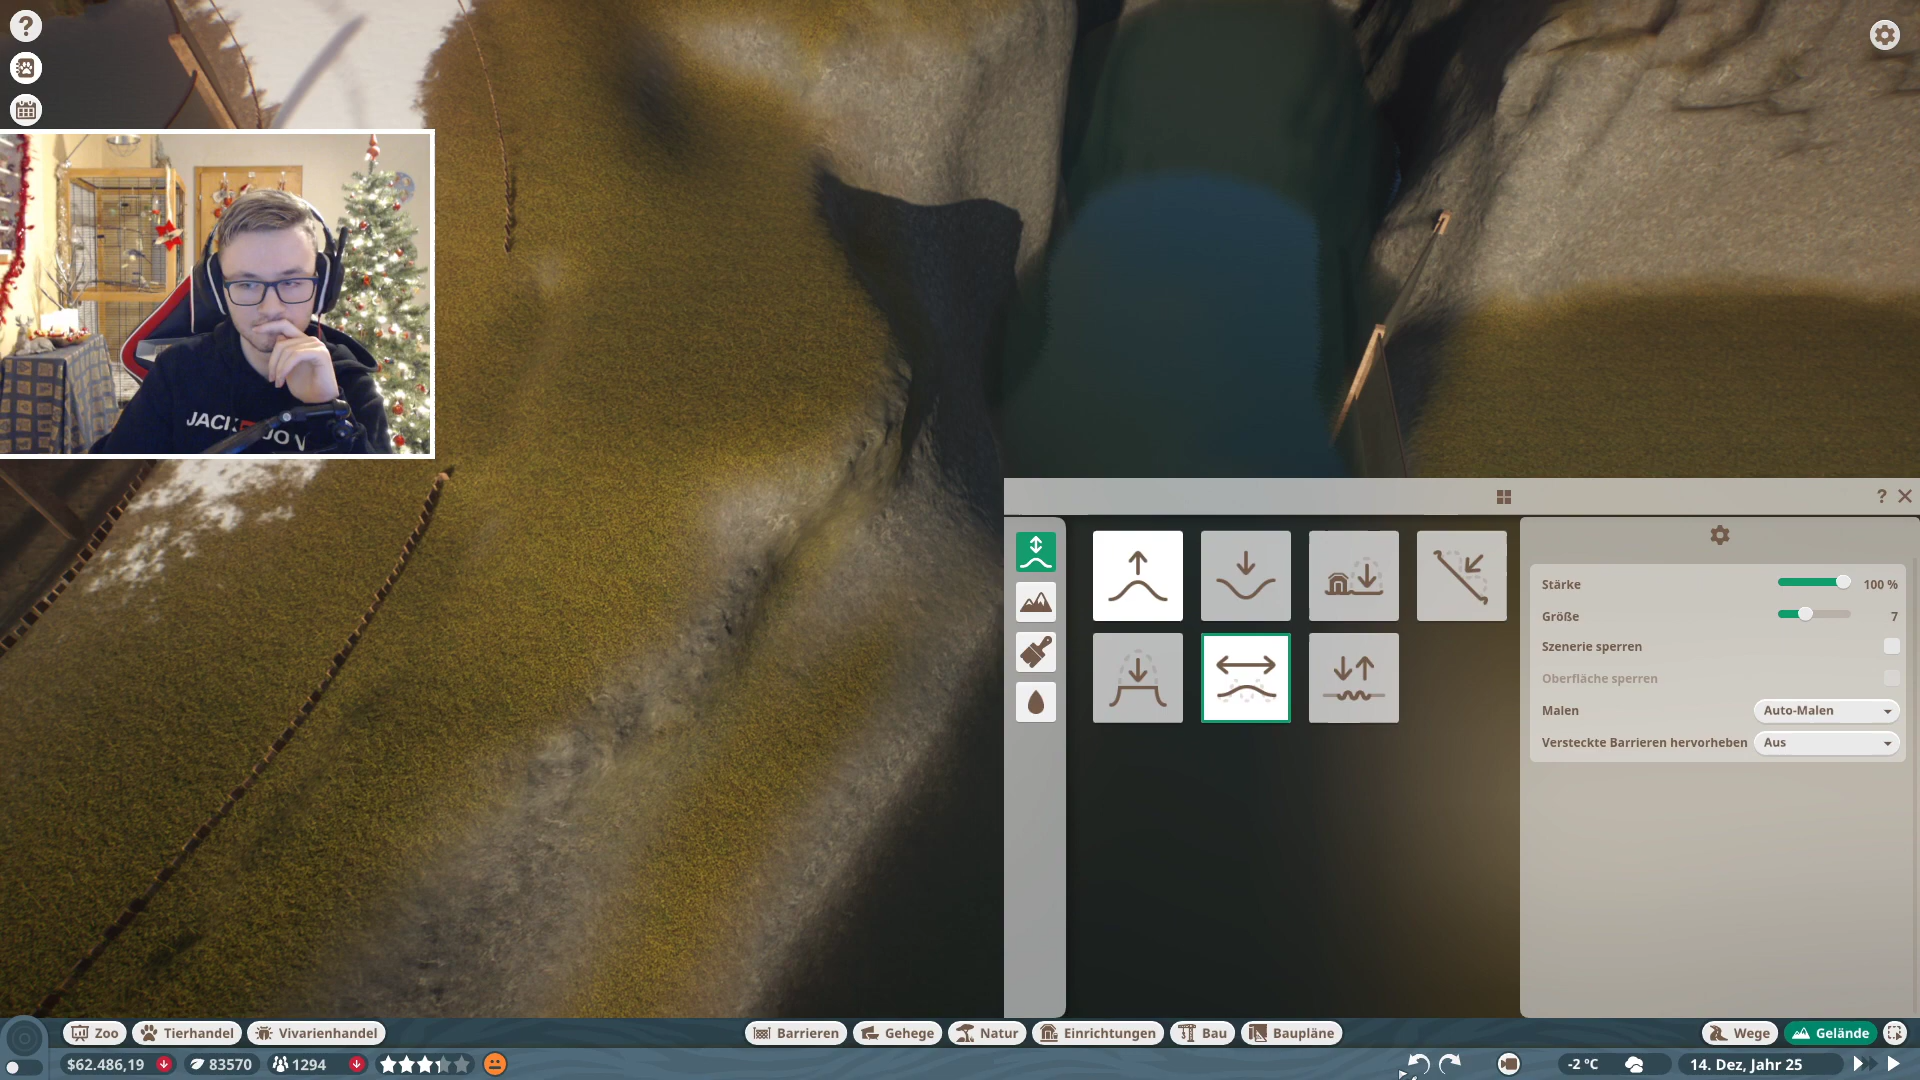 ?
JACK
? ×
Stärke 100 %
Größe 7
Szenerie sperren
Oberfläche sperren
Malen Auto-Malen
Versteckte Barrieren hervorheben Aus
Zoo Tierhandel Vivarienhandel Barrieren Gehege Natur Einrichtungen Bau Baupläne Wege Gelände
$62.486,19 83570 1294 -2 °C 14. Dez, Jahr 25